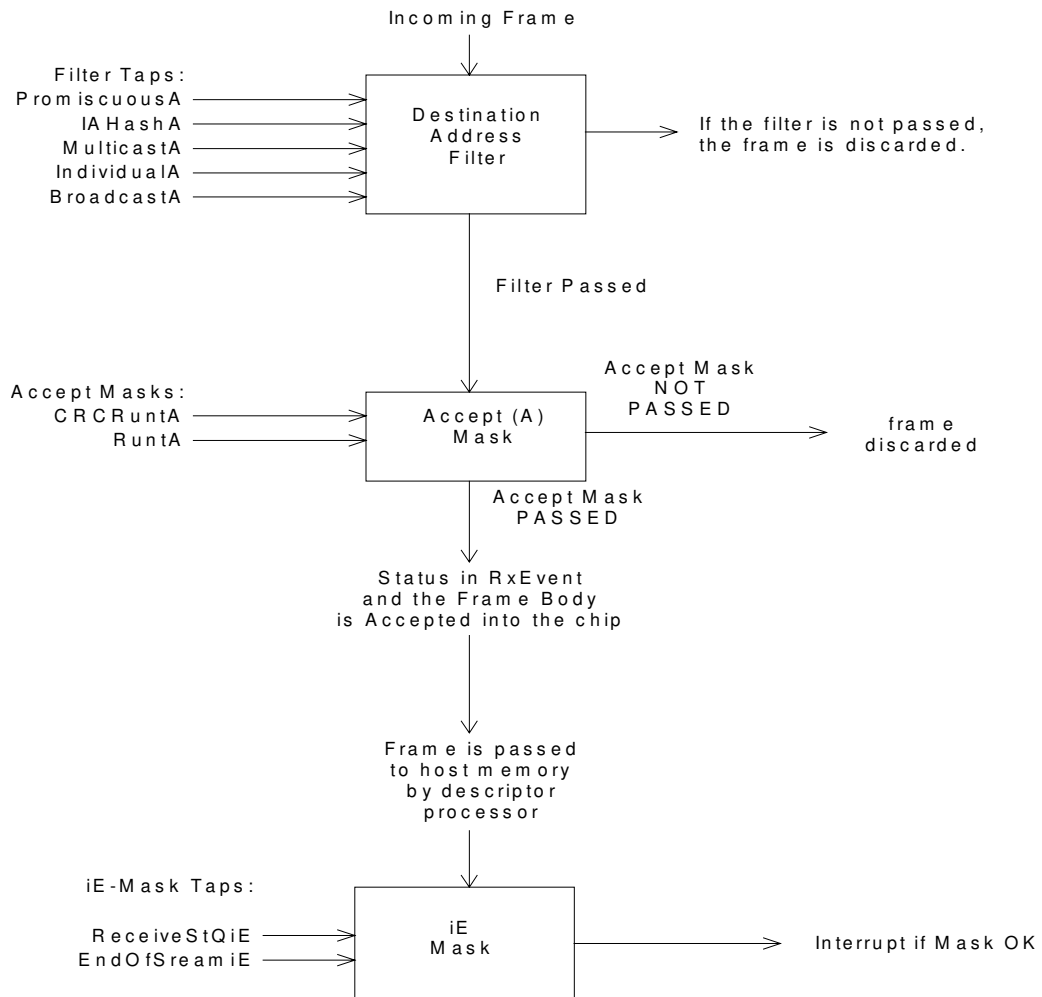 Incoming Frame
Filter Taps:
PromiscuousA
IAHashA
MulticastA
IndividualA
BroadcastA
Destination
Address
Filter
If the filter is not passed,
the frame is discarded.
Filter Passed
Accept Masks:
CRCRuntA
RuntA
Accept (A)
Mask
Accept Mask
NOT
PASSED
frame
discarded
Accept Mask
PASSED
Status in RxEvent
and the Frame Body
is Accepted into the chip
Frame is passed
to host memory
by descriptor
processor
iE-Mask Taps:
ReceiveStQiE
EndOfSreamiE
iE
Mask
Interrupt if Mask OK